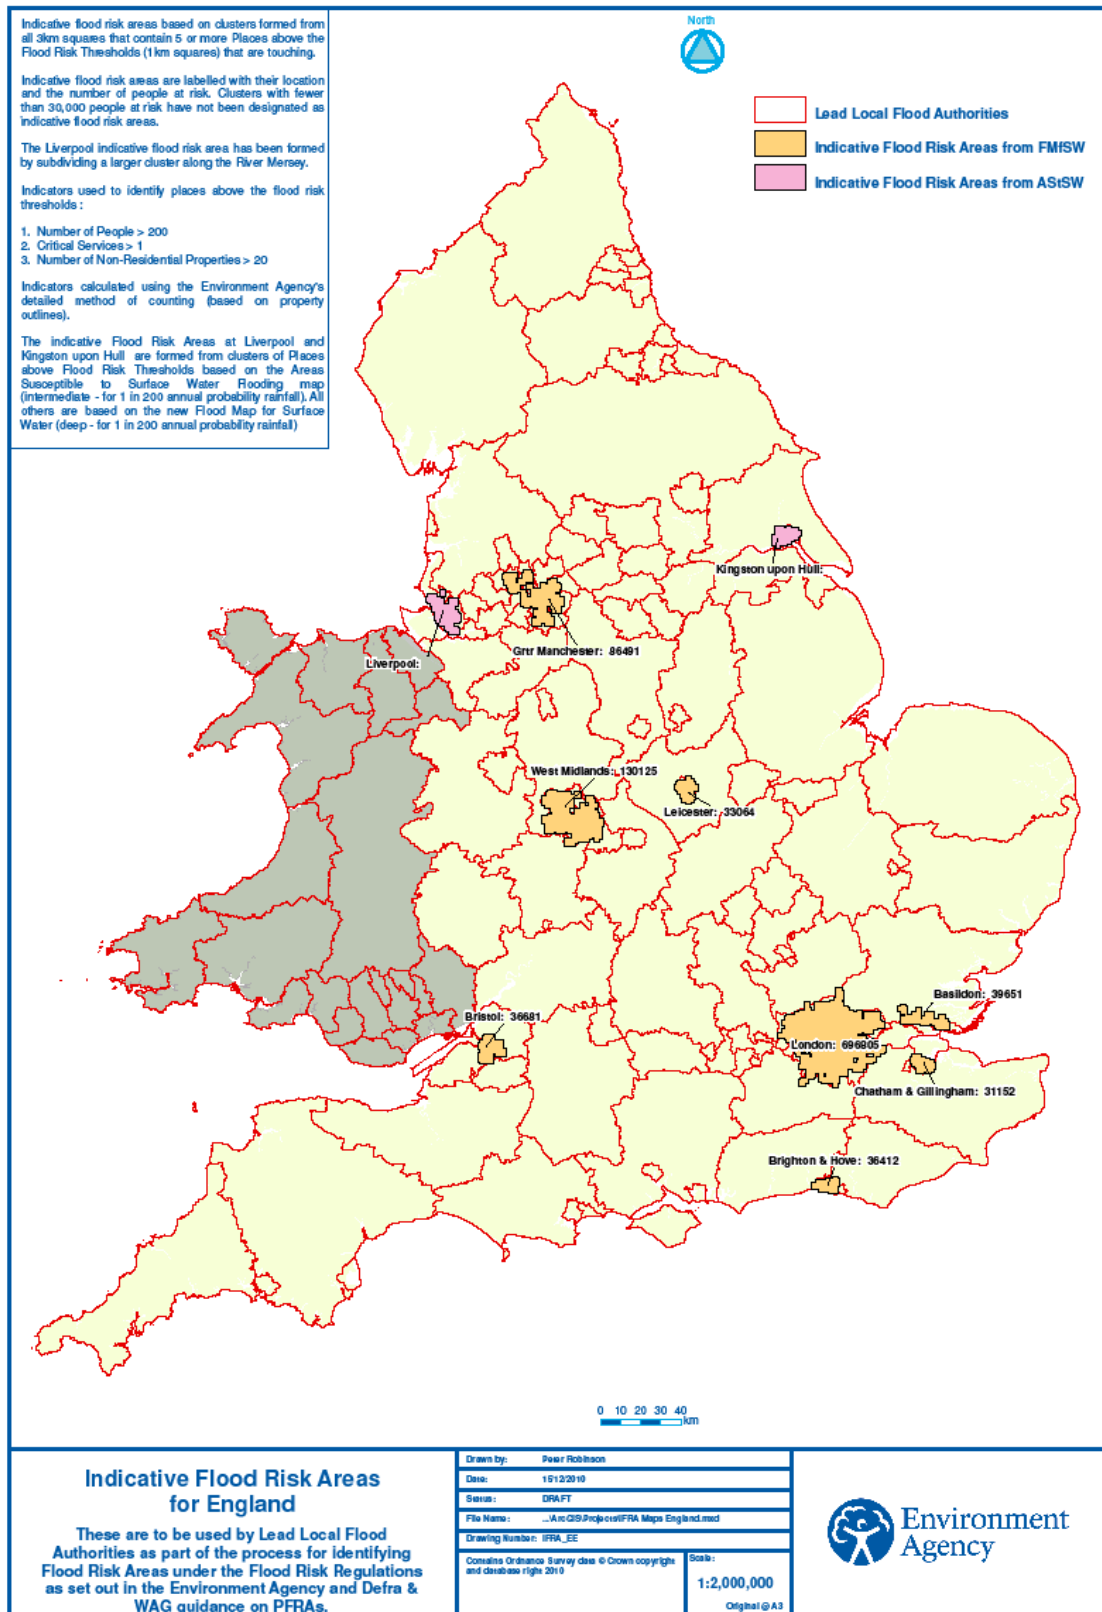 Indicative flood risk areas based on clusters formed from
all 3km squares that contain 5 or more Places above the
Flood Risk Thresholds (1km squares) that are touching.
Indicative flood risk areas are labelled with their location
and the number of people at risk. Clusters with fewer
than 30,000 people at risk have not been designated as
indicative flood risk areas.
The Liverpool indicative flood risk area has been formed
by subdividing a larger cluster along the River Mersey.
Indicators used to identify places above the flood risk
thresholds :
1. Number of People > 200
2. Critical Services > 1
3. Number of Non-Residential Properties > 20
Indicators calculated using the Environment Agency's
detailed method of counting (based on property
outlines).
The indicative Flood Risk Areas at Liverpool and
Kingston upon Hull are formed from clusters of Places
above Flood Risk Thresholds based on the Areas
Susceptible to Surface Water Flooding map
(intermediate - for 1 in 200 annual probability rainfall). All
others are based on the new Flood Map for Surface
Water (deep - for 1 in 200 annual probability rainfall)
North
Lead Local Flood Authorities
Indicative Flood Risk Areas from FMfSW
Indicative Flood Risk Areas from AStSW
Kingston upon Hull:
Grtr Manchester: 86491
Liverpool:
West Midlands: 130125
Leicester: 33064
Basildon: 39651
Bristol: 36681
London: 696805
Chatham & Gillingham: 31152
Brighton & Hove: 36412
0 10 20 30 40
km
Indicative Flood Risk Areas
for England
These are to be used by Lead Local Flood
Authorities as part of the process for identifying
Flood Risk Areas under the Flood Risk Regulations
as set out in the Environment Agency and Defra &
WAG guidance on PFRAs.
Drawn by: Peter Robinson
Date: 15/12/2010
Status: DRAFT
File Name: ...\ArcGIS\Projects\IFRA Maps England.mxd
Drawing Number: IFRA_EE
Contains Ordnance Survey data © Crown copyright
and database right 2010
Scale:
1:2,000,000
Original @ A3
Environment
Agency